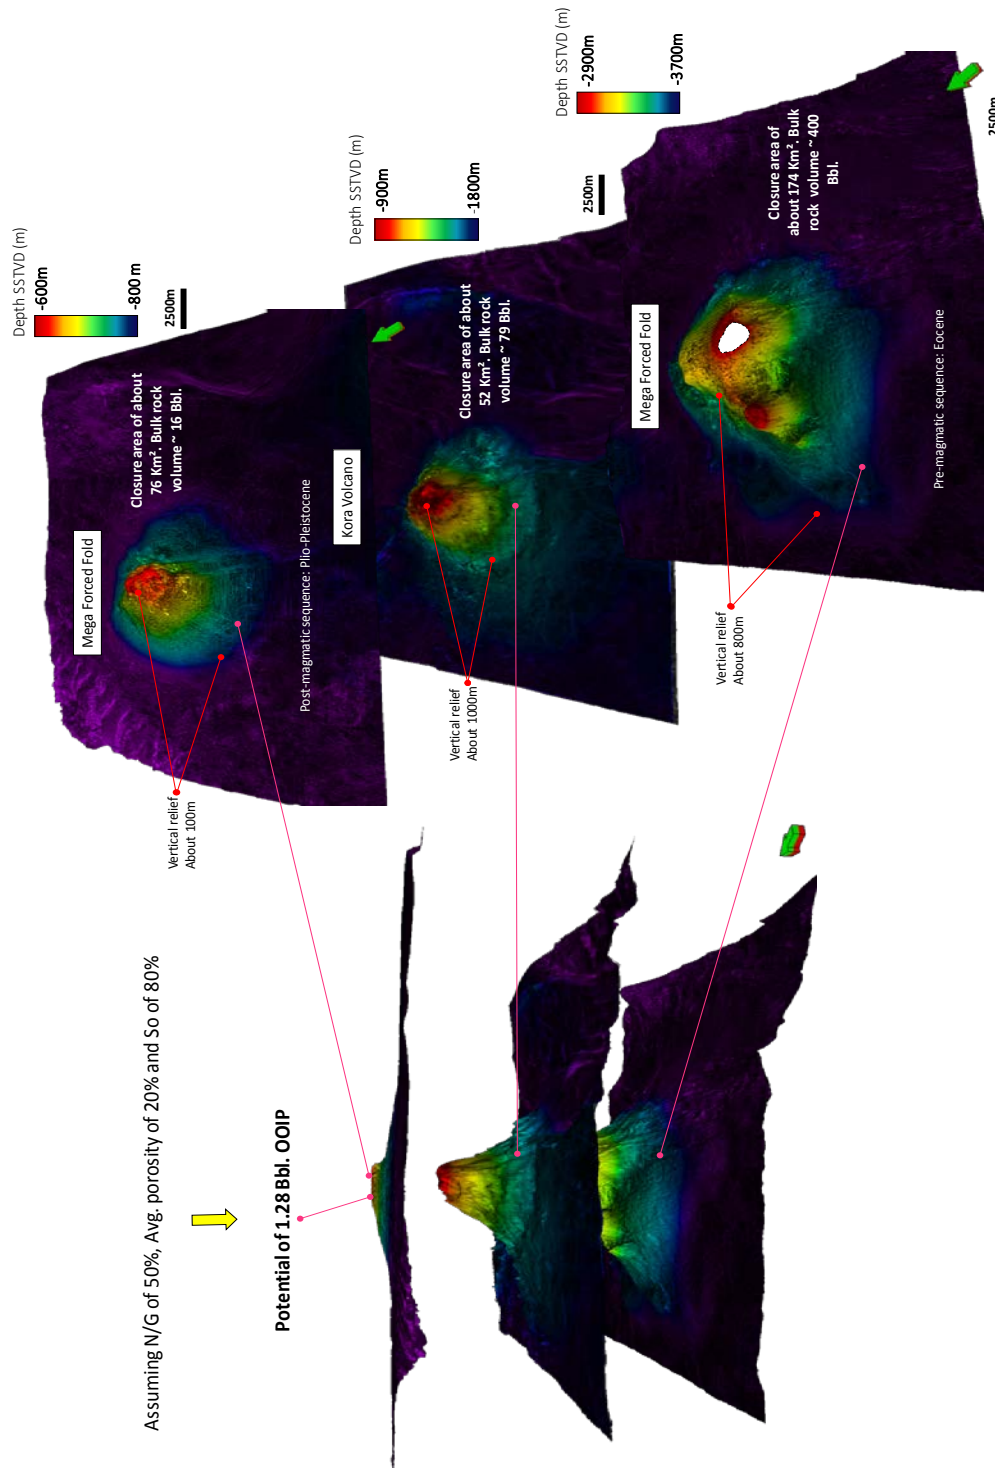 Assuming N/G of 50%, Avg. porosity of 20% and So of 80%
Potential of 1.28 Bbl. OOIP
Depth SSTVD (m)
-600m
-800 m
2500m
Mega Forced Fold
Closure area of about
76 Km². Bulk rock
volume ~ 16 Bbl.
Post-magmatic sequence: Plio-Pleistocene
Vertical relief
About 100m
Depth SSTVD (m)
-900m
-1800m
2500m
Kora Volcano
Closure area of about
52 Km². Bulk rock
volume ~ 79 Bbl.
Vertical relief
About 1000m
Depth SSTVD (m)
-2900m
-3700m
2500m
Mega Forced Fold
Closure area of
about 174 Km². Bulk
rock volume ~ 400
Bbl.
Pre-magmatic sequence: Eocene
Vertical relief
About 800m